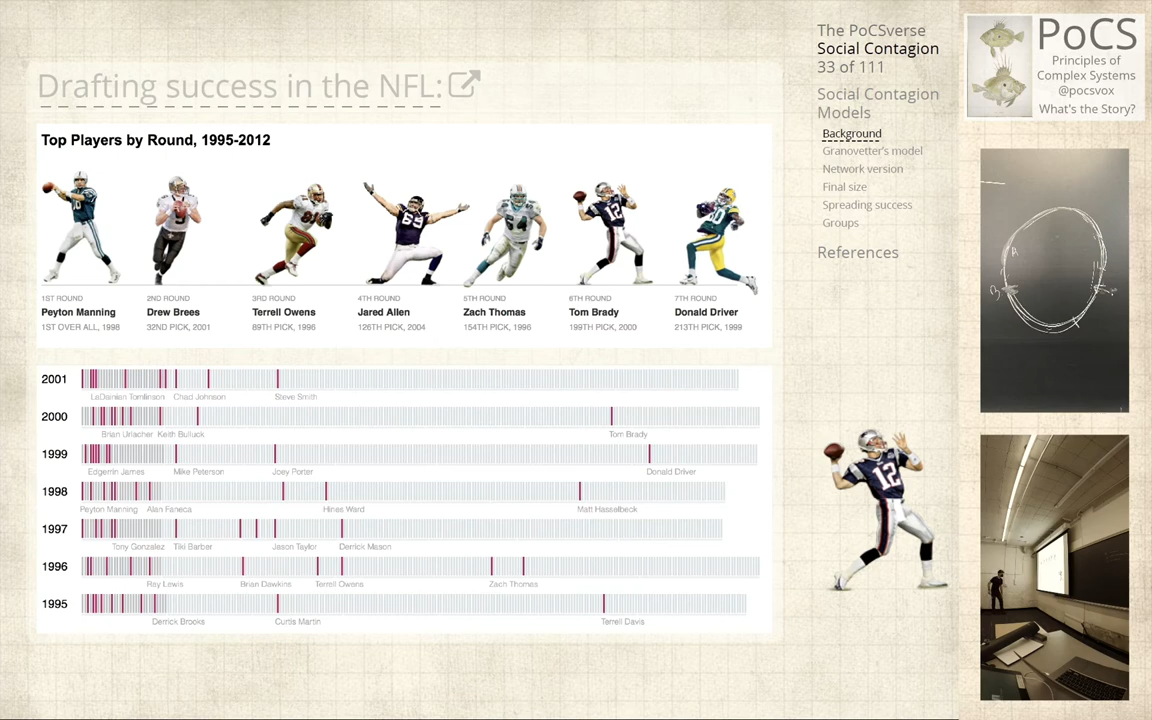 Drafting success in the NFL:
Top Players by Round, 1995-2012
1ST ROUND
Peyton Manning
1ST OVER ALL, 1998
2ND ROUND
Drew Brees
32ND PICK, 2001
3RD ROUND
Terrell Owens
89TH PICK, 1996
4TH ROUND
Jared Allen
126TH PICK, 2004
5TH ROUND
Zach Thomas
154TH PICK, 1996
6TH ROUND
Tom Brady
199TH PICK, 2000
7TH ROUND
Donald Driver
213TH PICK, 1999
2001
LaDainian Tomlinson Chad Johnson Steve Smith
2000
Brian Urlacher Keith Bulluck Tom Brady
1999
Edgerrin James Mike Peterson Joey Porter Donald Driver
1998
Peyton Manning Alan Faneca Hines Ward Matt Hasselbeck
1997
Tony Gonzalez Tiki Barber Jason Taylor Derrick Mason
1996
Ray Lewis Brian Dawkins Terrell Owens Zach Thomas
1995
Derrick Brooks Curtis Martin Terrell Davis
The PoCSverse
Social Contagion
33 of 111
Social Contagion
Models
Background
Granovetter's model
Network version
Final size
Spreading success
Groups
References
PoCS
Principles of
Complex Systems
@pocsvox
What's the Story?
12